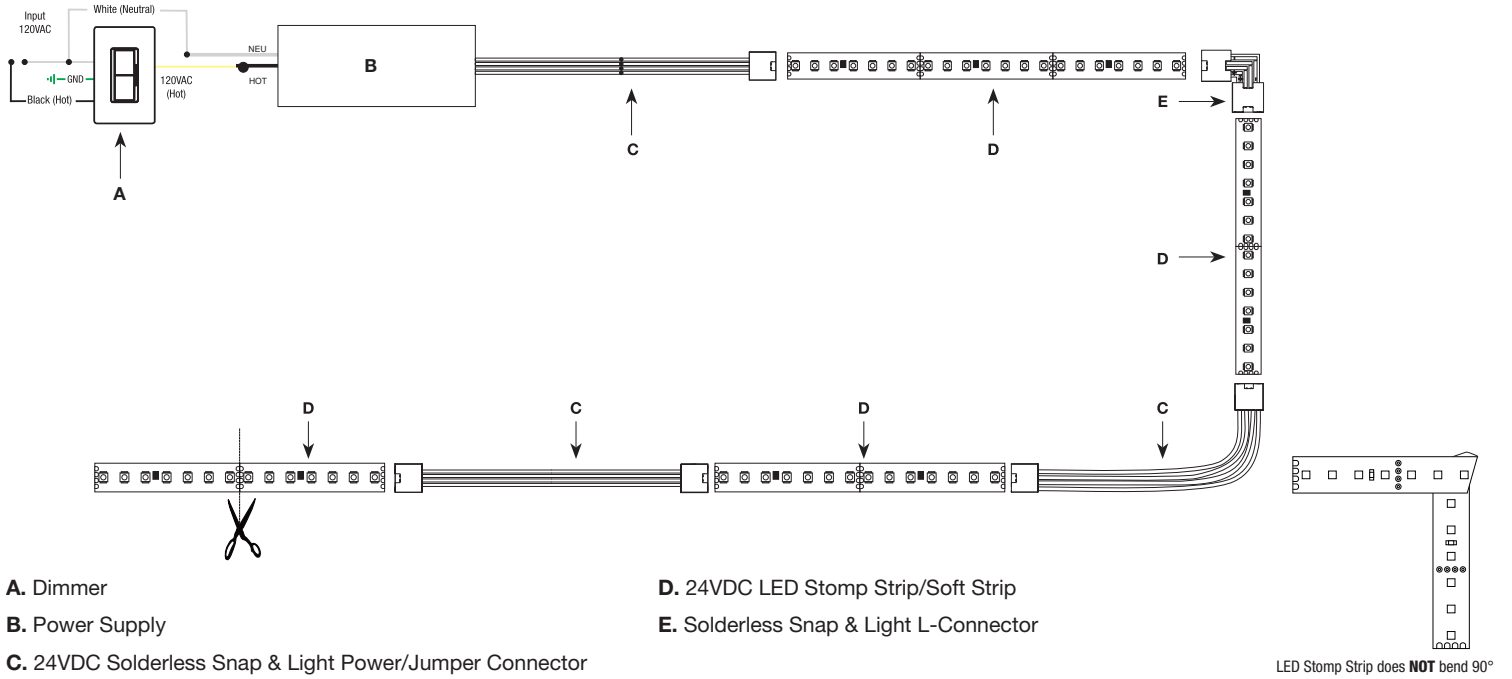 White (Neutral)
Input
120VAC
NEU
HOT
GND
120VAC
(Hot)
Black (Hot)
A
B
C
D
E
D
D
C
D
C
A. Dimmer
B. Power Supply
C. 24VDC Solderless Snap & Light Power/Jumper Connector
D. 24VDC LED Stomp Strip/Soft Strip
E. Solderless Snap & Light L-Connector
LED Stomp Strip does NOT bend 90°